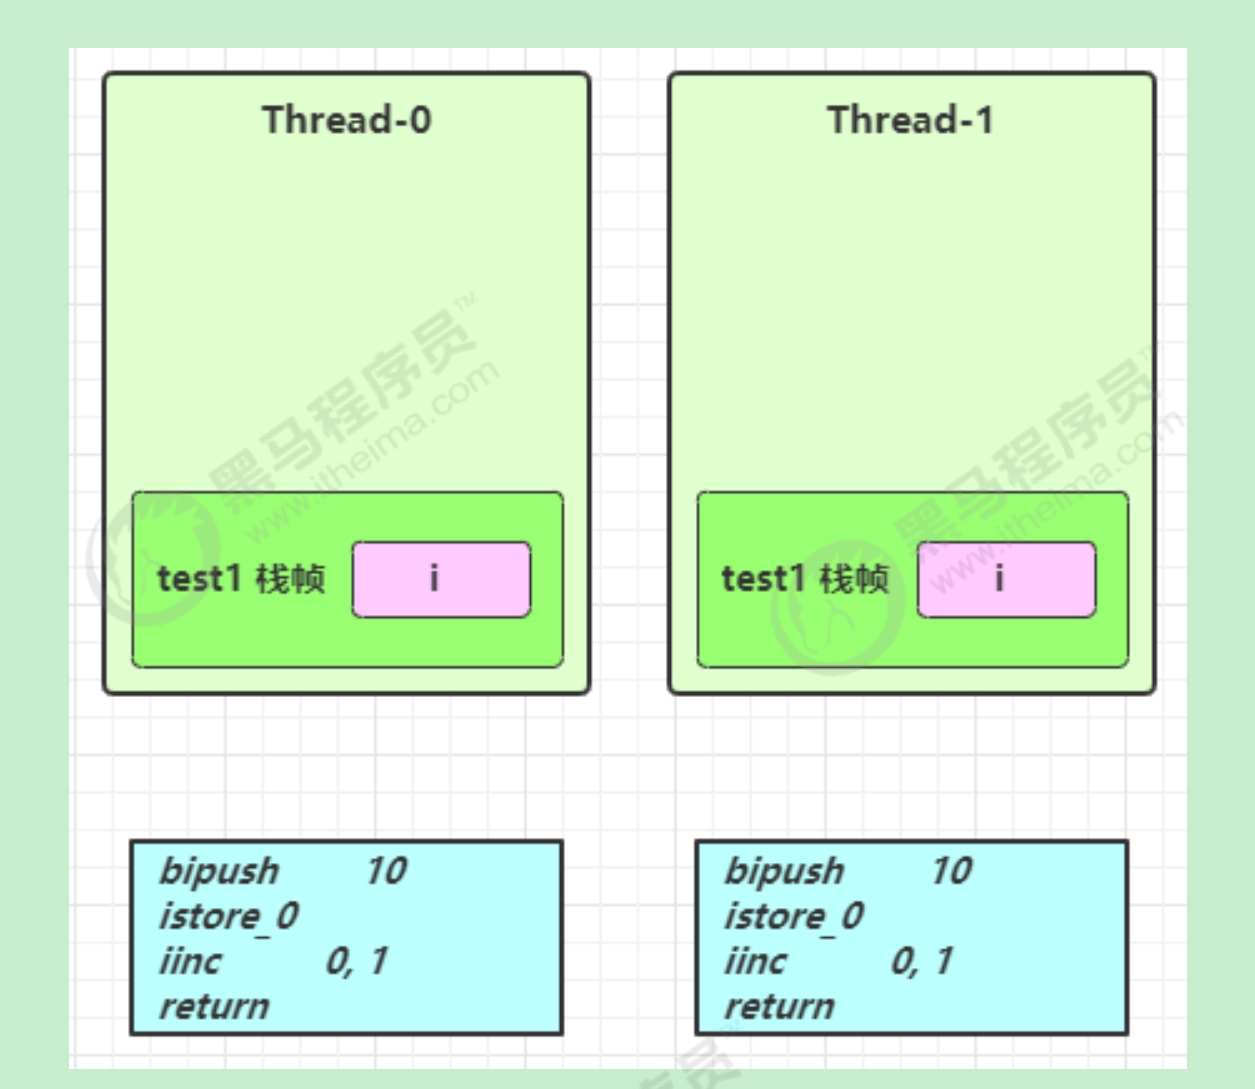 Thread-0
Thread-1
黑马程序员™
www.itheima.com
黑马程序员™
www.itheima.com
test1 栈帧
i
test1 栈帧
i
bipush 10
istore_0
iinc 0, 1
return
bipush 10
istore_0
iinc 0, 1
return
序员